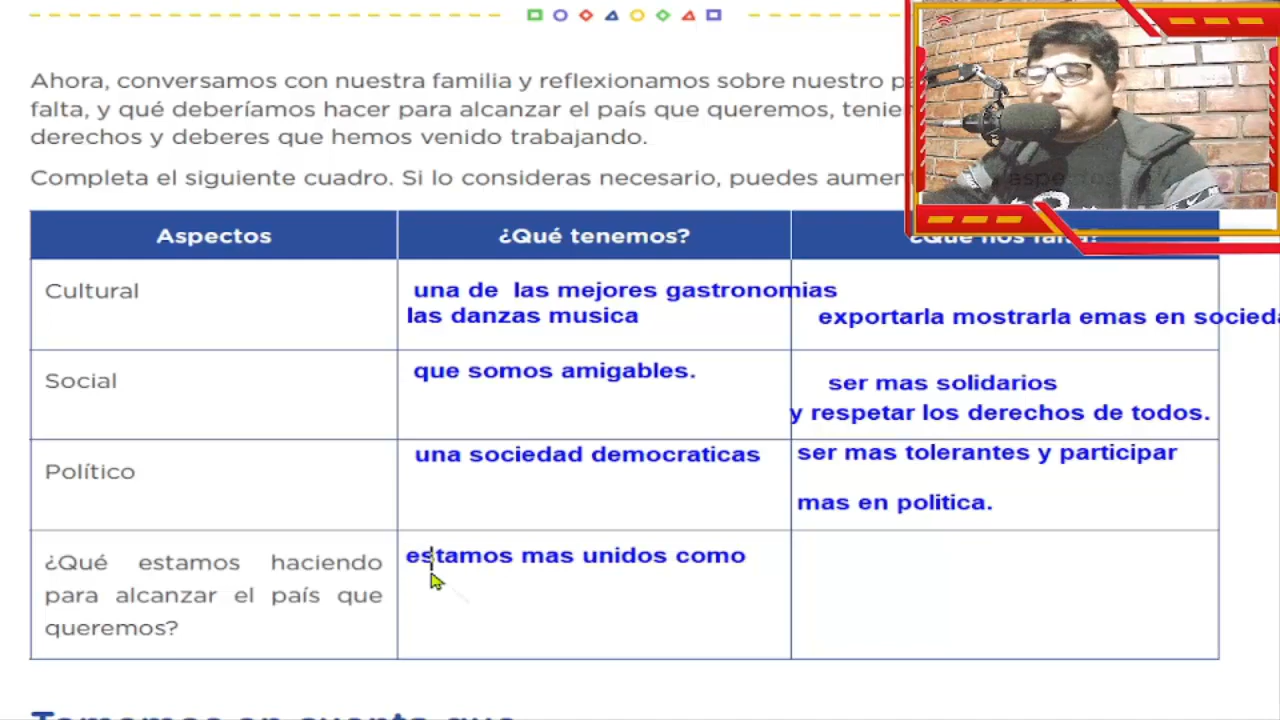 Ahora, conversamos con nuestra familia y reflexionamos sobre nuestro
falta, y qué deberíamos hacer para alcanzar el país que queremos,
derechos y deberes que hemos venido trabajando.
Completa el siguiente cuadro. Si lo consideras necesario, puedes
Aspectos
¿Qué tenemos?
¿Qué nos falta?
Cultural
una de las mejores gastronomias
las danzas musica
exportarla mostrarla emas en
Social
que somos amigables.
ser mas solidarios
y respetar los derechos de todos.
Político
una sociedad democraticas
ser mas tolerantes y participar
mas en politica.
¿Qué estamos haciendo
para alcanzar el país que
queremos?
estamos mas unidos como